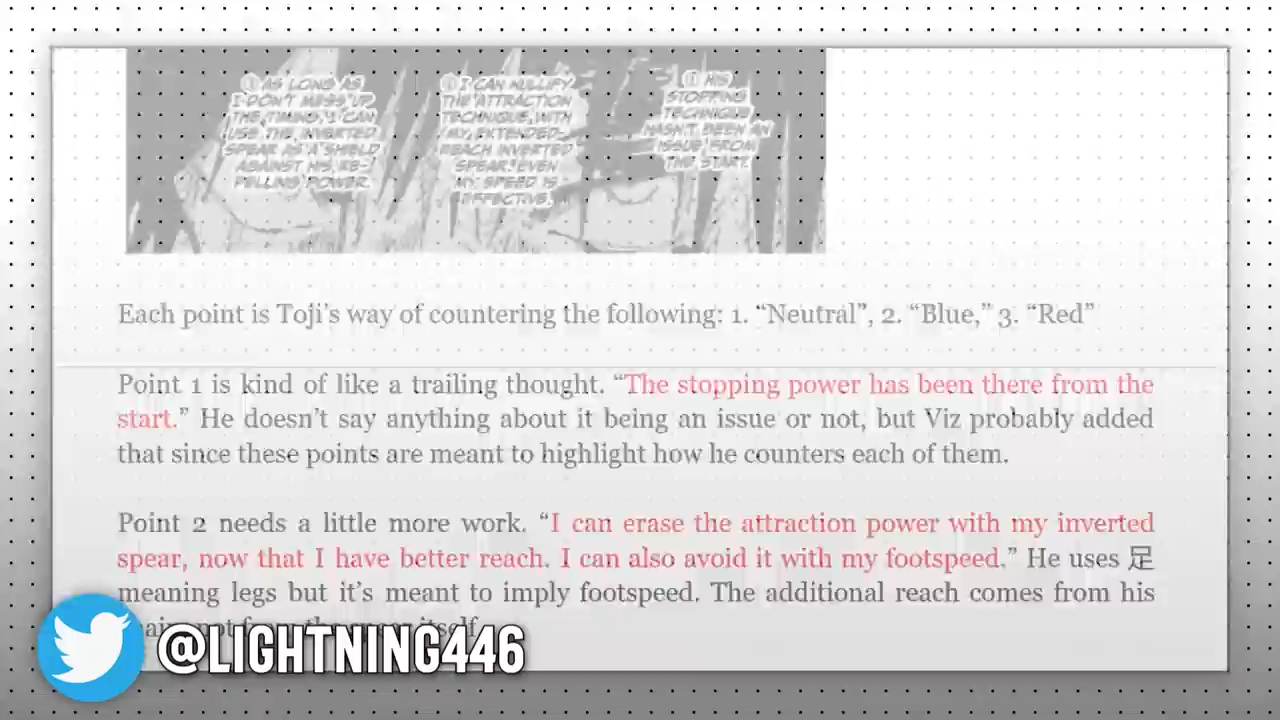 ① AS LONG AS
I DON'T MESS UP
THE TIMING, I CAN
USE THE INVERTED
SPEAR AS A SHIELD
AGAINST HIS RE-
PELLING POWER.
① I CAN NULLIFY
THE ATTRACTION
TECHNIQUE WITH
MY EXTENDED-
REACH INVERTED
SPEAR. EVEN
MY SPEED IS
EFFECTIVE.
① HIS
STOPPING
TECHNIQUE
HASN'T BEEN AN
ISSUE FROM
THE START.
Each point is Toji’s way of countering the following: 1. “Neutral”, 2. “Blue,” 3. “Red”
Point 1 is kind of like a trailing thought. “The stopping power has been there from the
start.” He doesn’t say anything about it being an issue or not, but Viz probably added
that since these points are meant to highlight how he counters each of them.
Point 2 needs a little more work. “I can erase the attraction power with my inverted
spear, now that I have better reach. I can also avoid it with my footspeed.” He uses 足
meaning legs but it’s meant to imply footspeed. The additional reach comes from his
itself
@LIGHTNING446